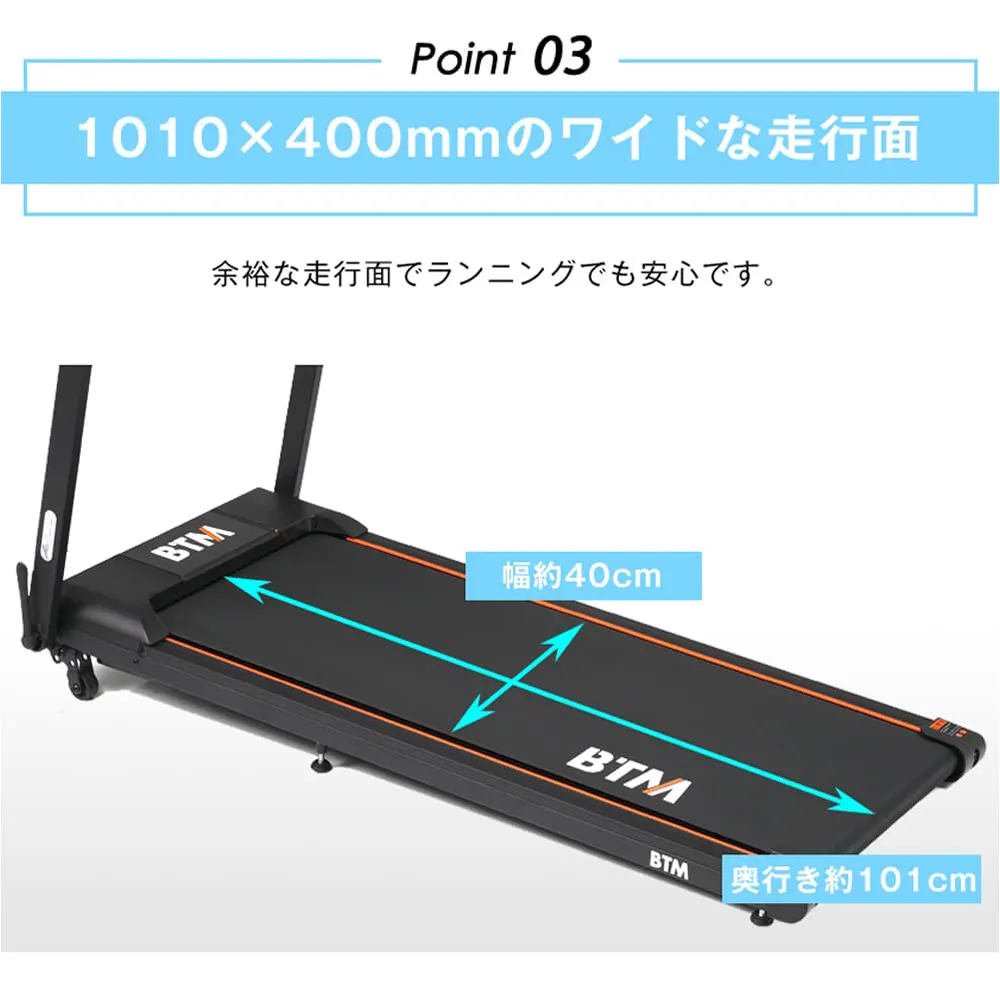 Point 03
1010×400mmのワイドな走行面
余裕な走行面でランニングでも安心です。
BTM
幅約40cm
BTM
BTM
奥行き約101cm